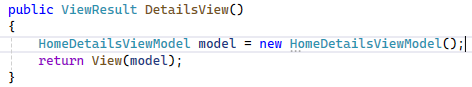 public ViewResult DetailsView()
{
    HomeDetailsViewModel model = new HomeDetailsViewModel();
    return View(model);
}